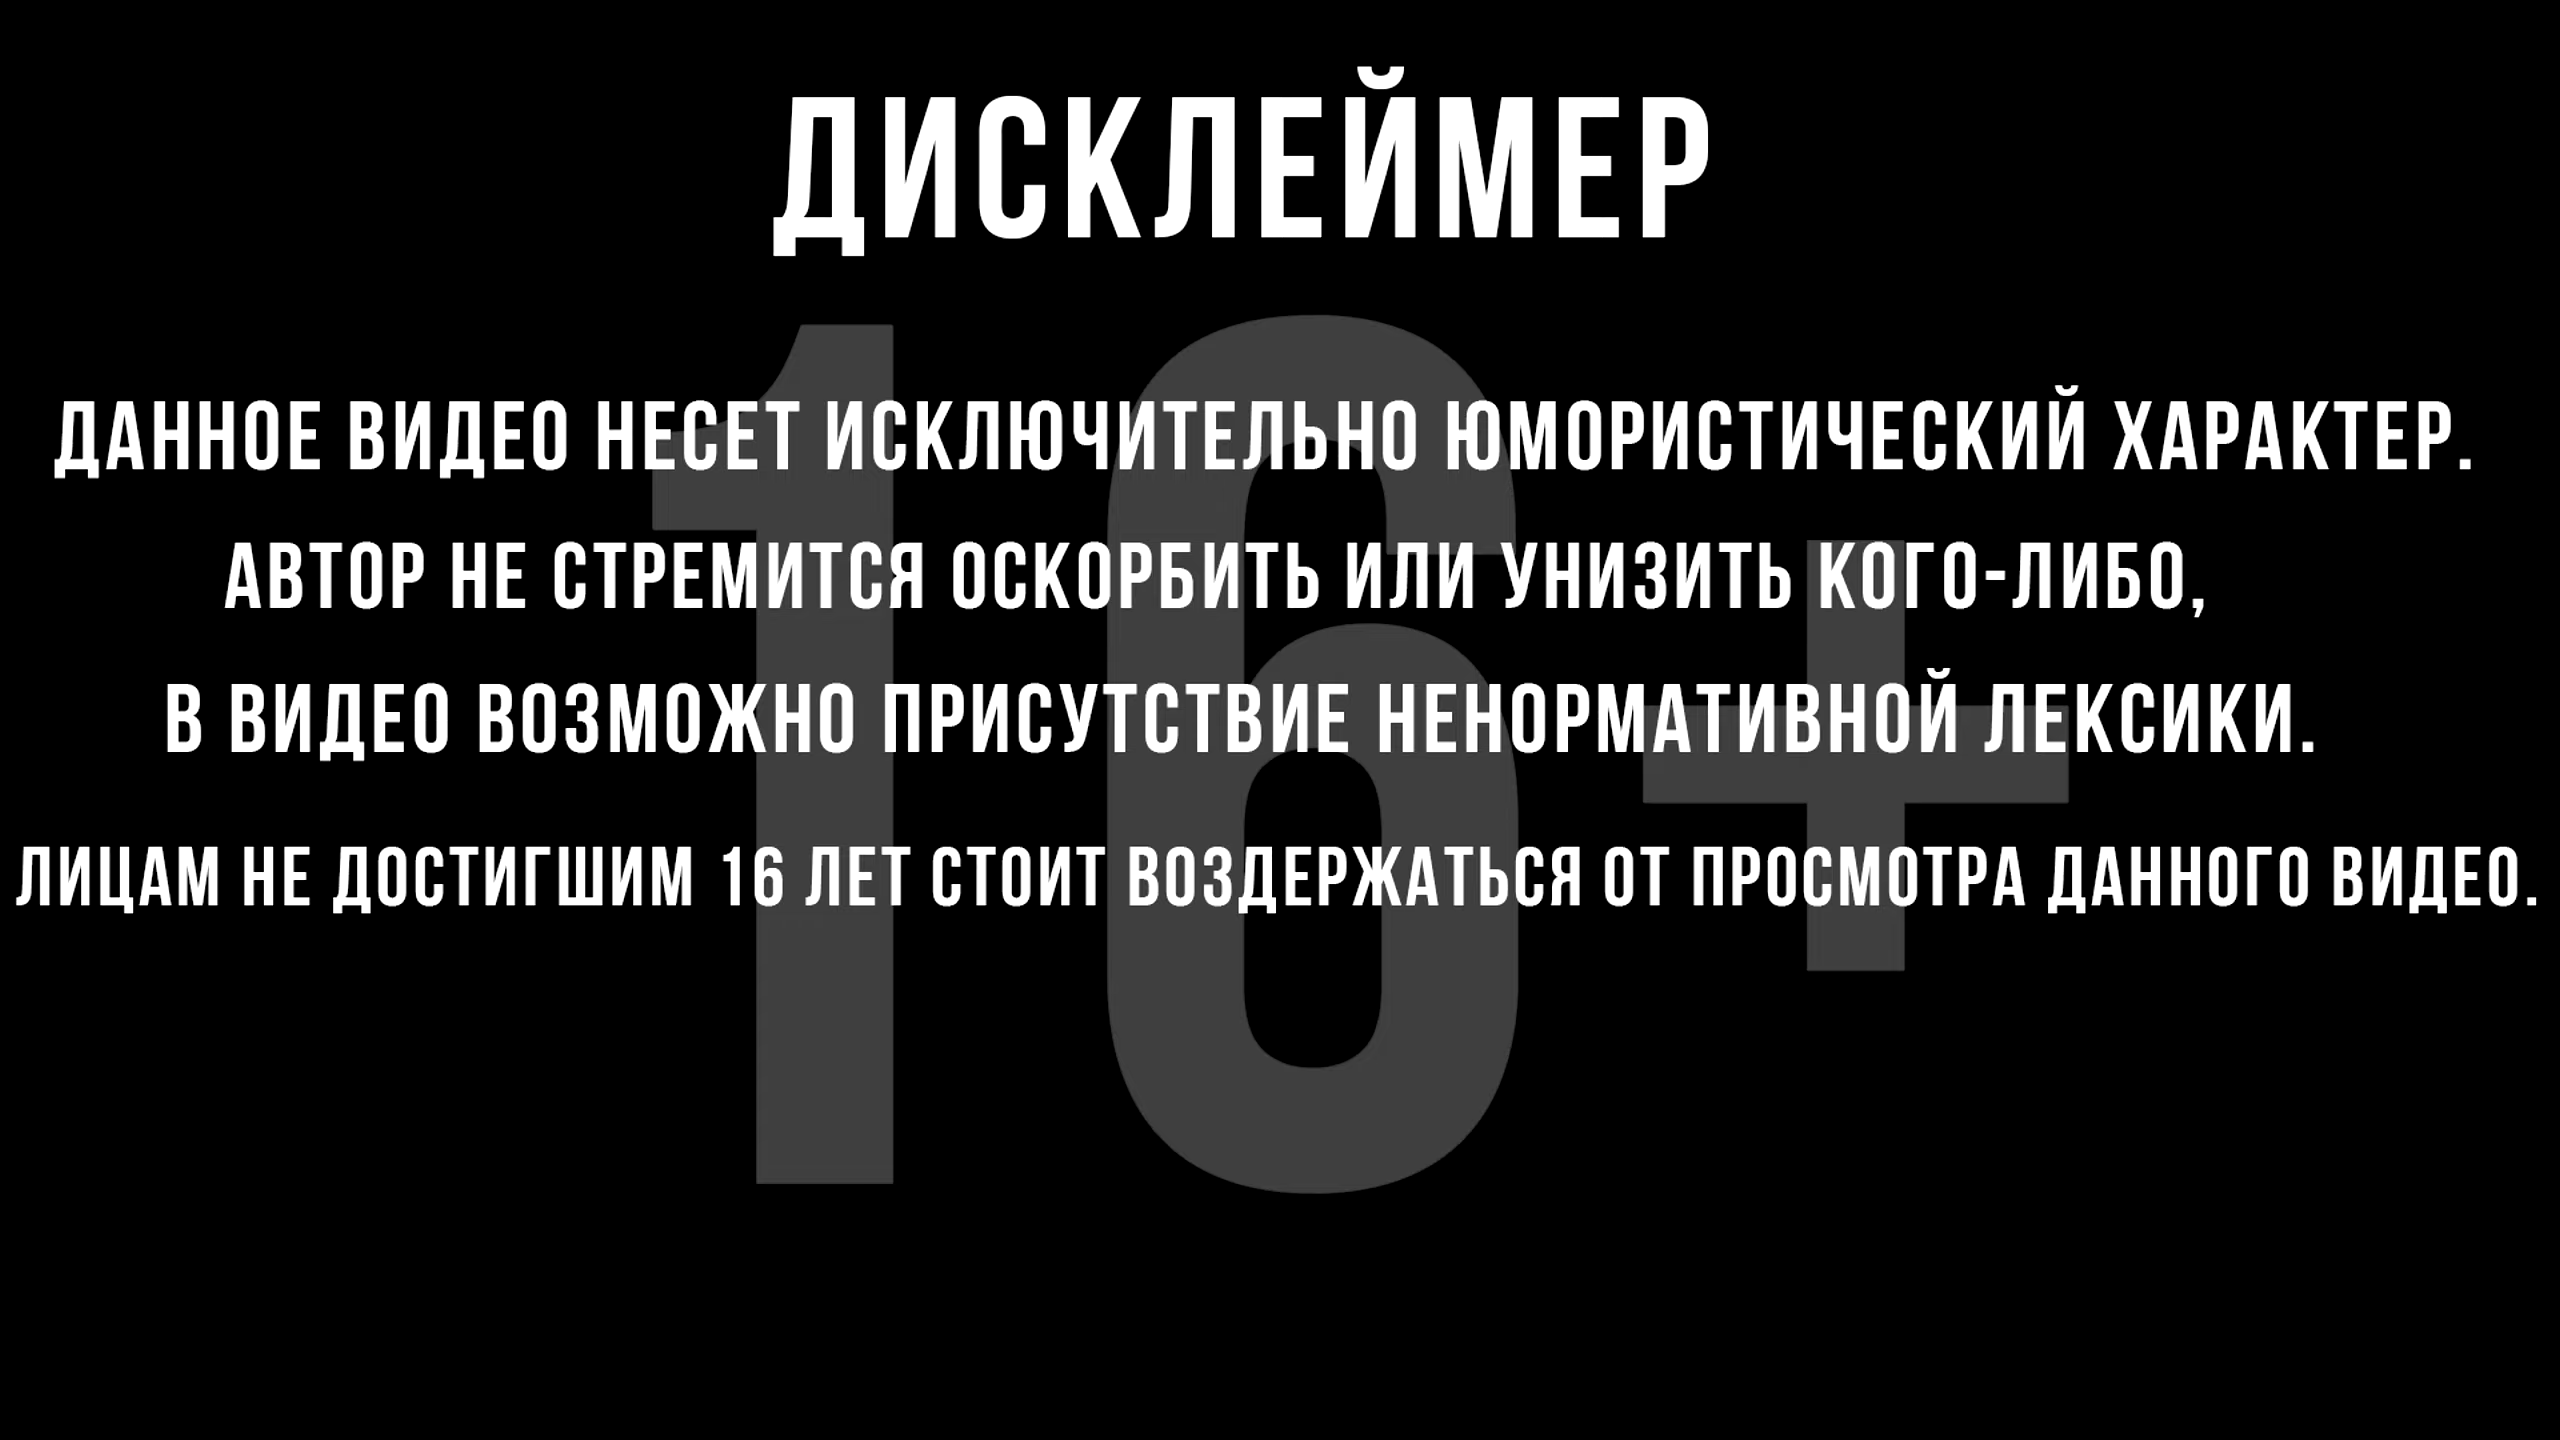 ДИСКЛЕЙМЕР
ДАННОЕ ВИДЕО НЕСЕТ ИСКЛЮЧИТЕЛЬНО ЮМОРИСТИЧЕСКИЙ ХАРАКТЕР.
АВТОР НЕ СТРЕМИТСЯ ОСКОРБИТЬ ИЛИ УНИЗИТЬ КОГО-ЛИБО,
В ВИДЕО ВОЗМОЖНО ПРИСУТСТВИЕ НЕНОРМАТИВНОЙ ЛЕКСИКИ.
ЛИЦАМ НЕ ДОСТИГШИМ 16 ЛЕТ СТОИТ ВОЗДЕРЖАТЬСЯ ОТ ПРОСМОТРА ДАННОГО ВИДЕО.
16+